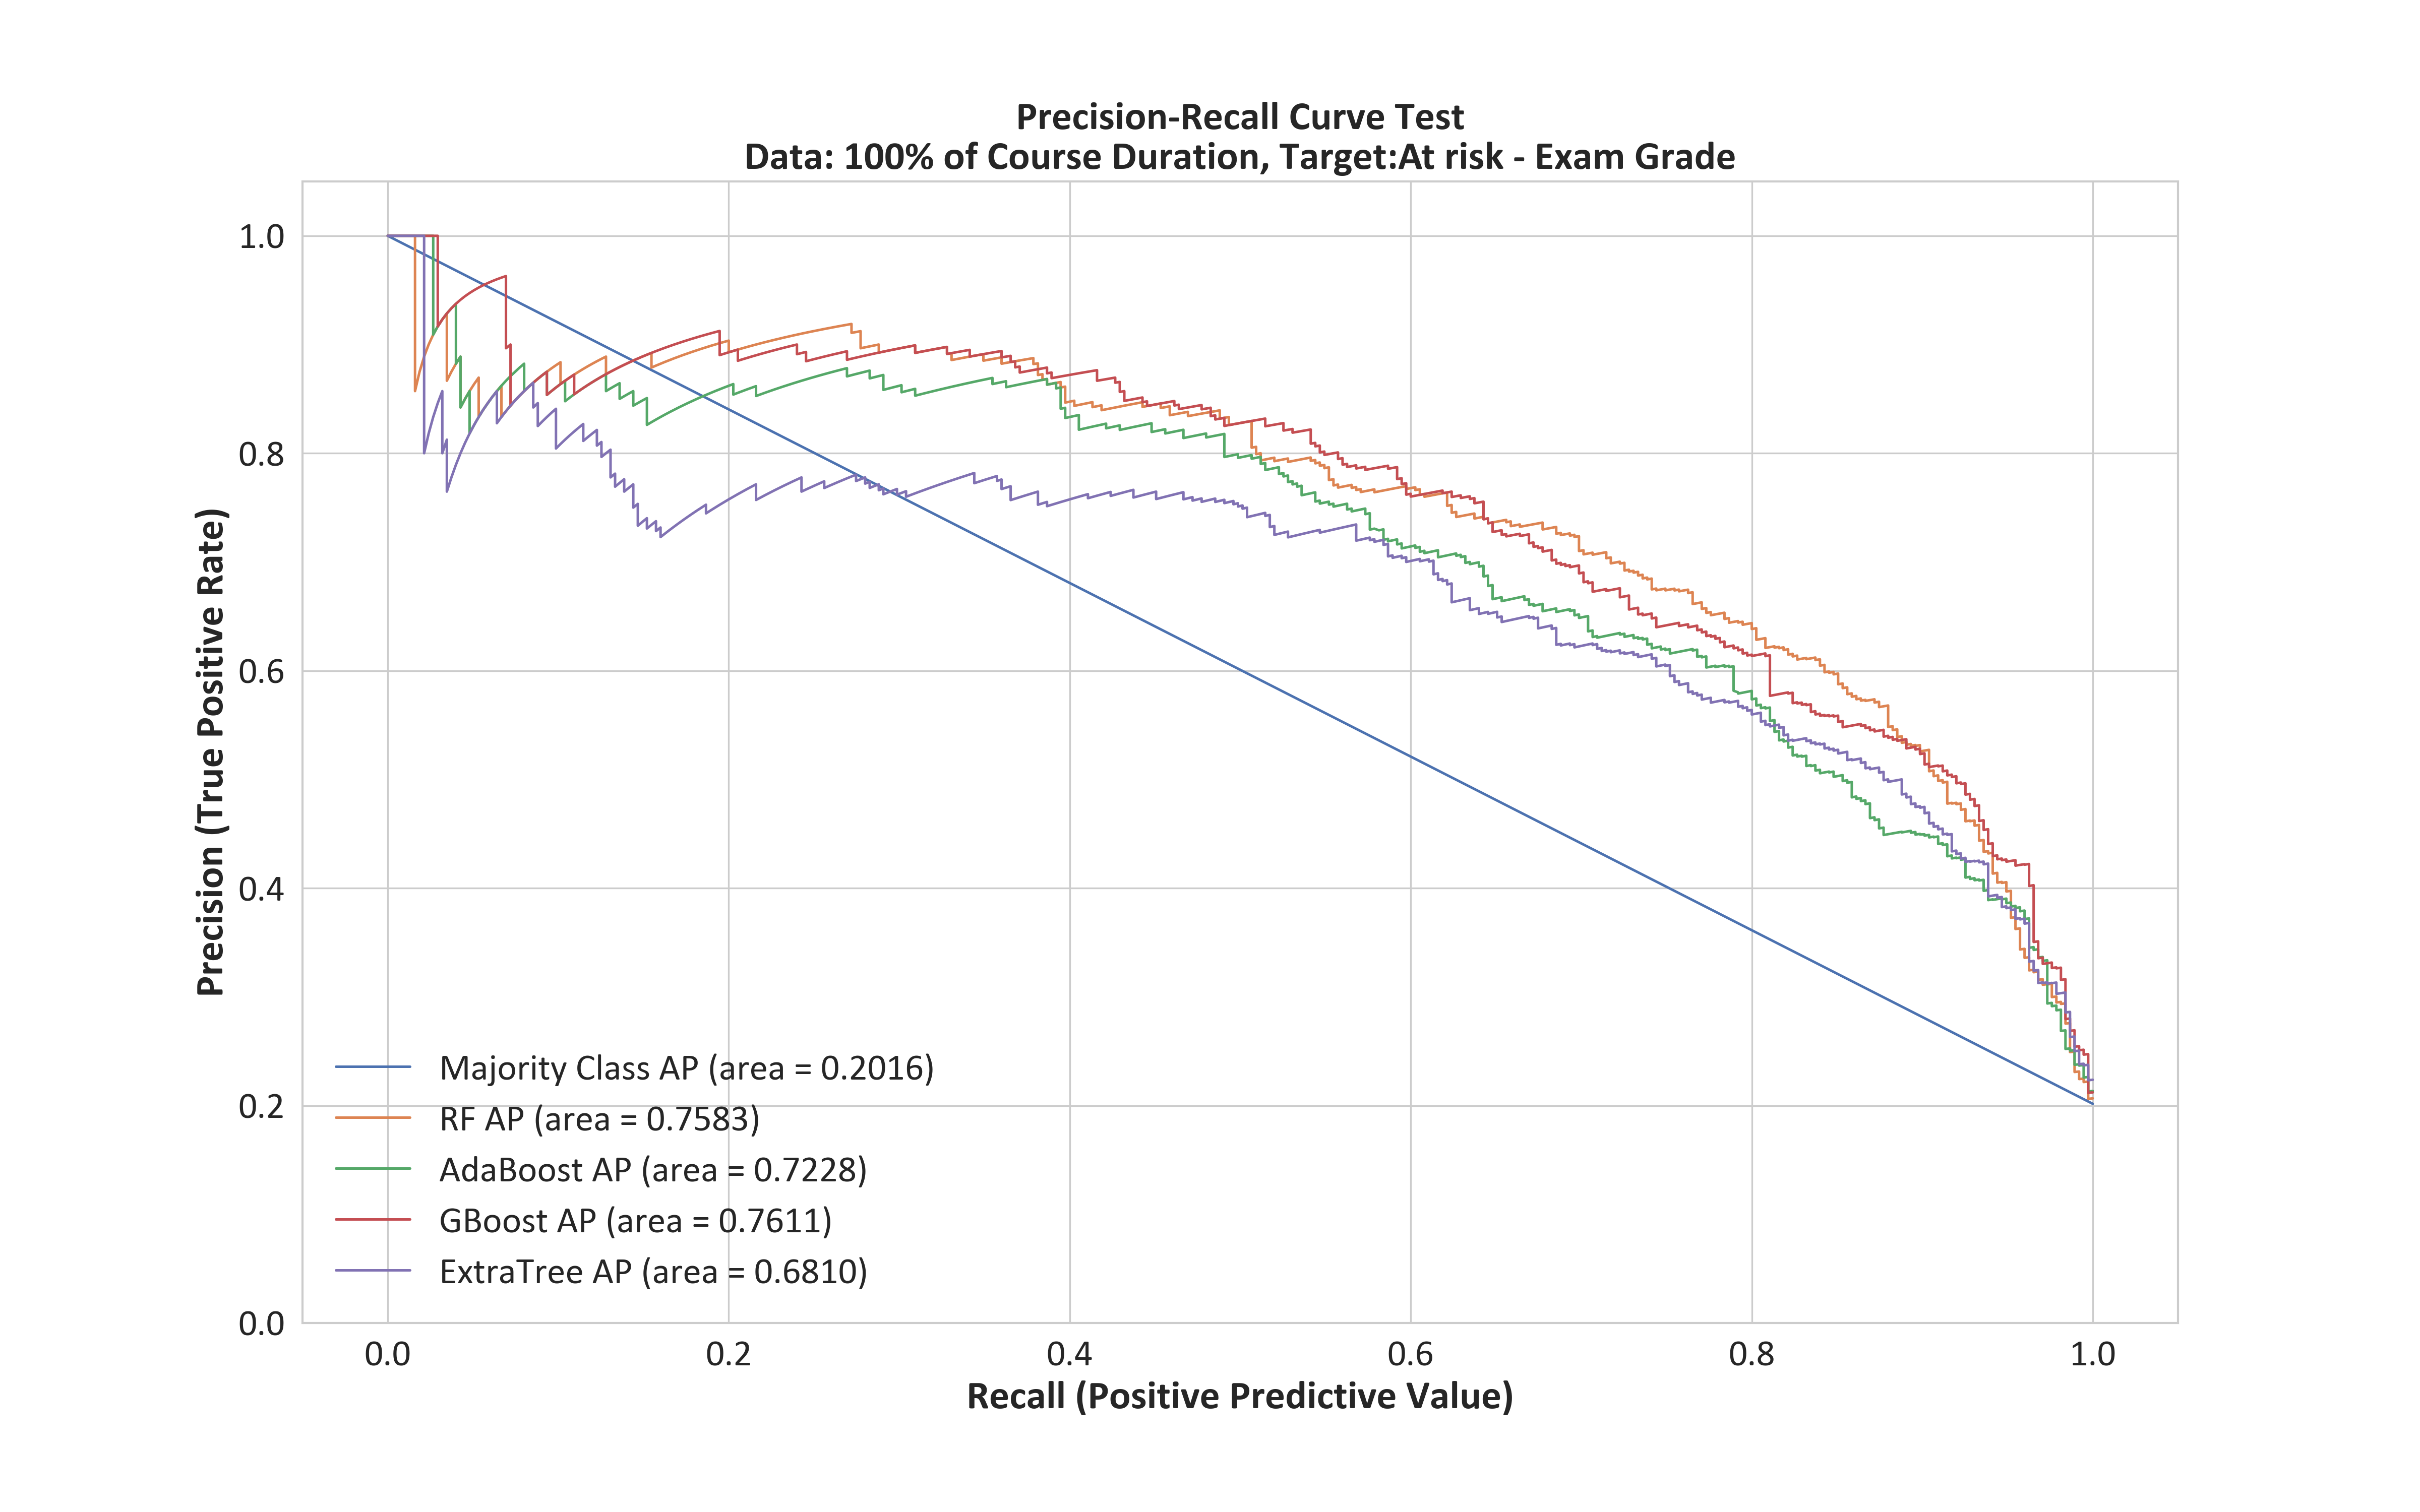 Precision-Recall Curve Test
Data: 100% of Course Duration, Target:At risk - Exam Grade
Precision (True Positive Rate)
1.0
0.8
0.6
0.4
0.2
0.0
Majority Class AP (area = 0.2016)
RF AP (area = 0.7583)
AdaBoost AP (area = 0.7228)
GBoost AP (area = 0.7611)
ExtraTree AP (area = 0.6810)
0.0 0.2 0.4 0.6 0.8 1.0
Recall (Positive Predictive Value)